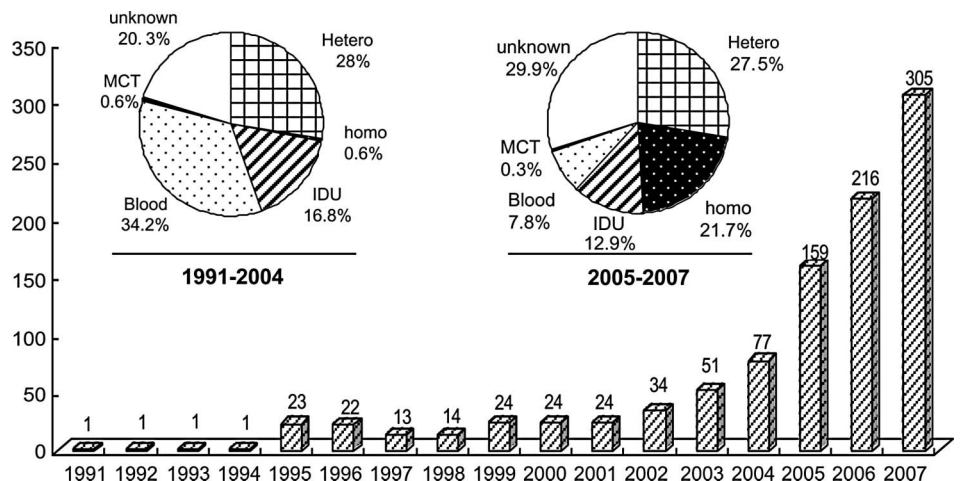 unknown
20.3%
Hetero
28%
MCT
0.6%
homo
0.6%
Blood
34.2%
IDU
16.8%
1991-2004
unknown
29.9%
Hetero
27.5%
MCT
0.3%
Blood
7.8%
IDU
12.9%
homo
21.7%
2005-2007
350
300
250
200
150
100
50
0
1 1 1 1 23 22 13 14 24 24 24 34 51 77 159 216 305
1991 1992 1993 1994 1995 1996 1997 1998 1999 2000 2001 2002 2003 2004 2005 2006 2007